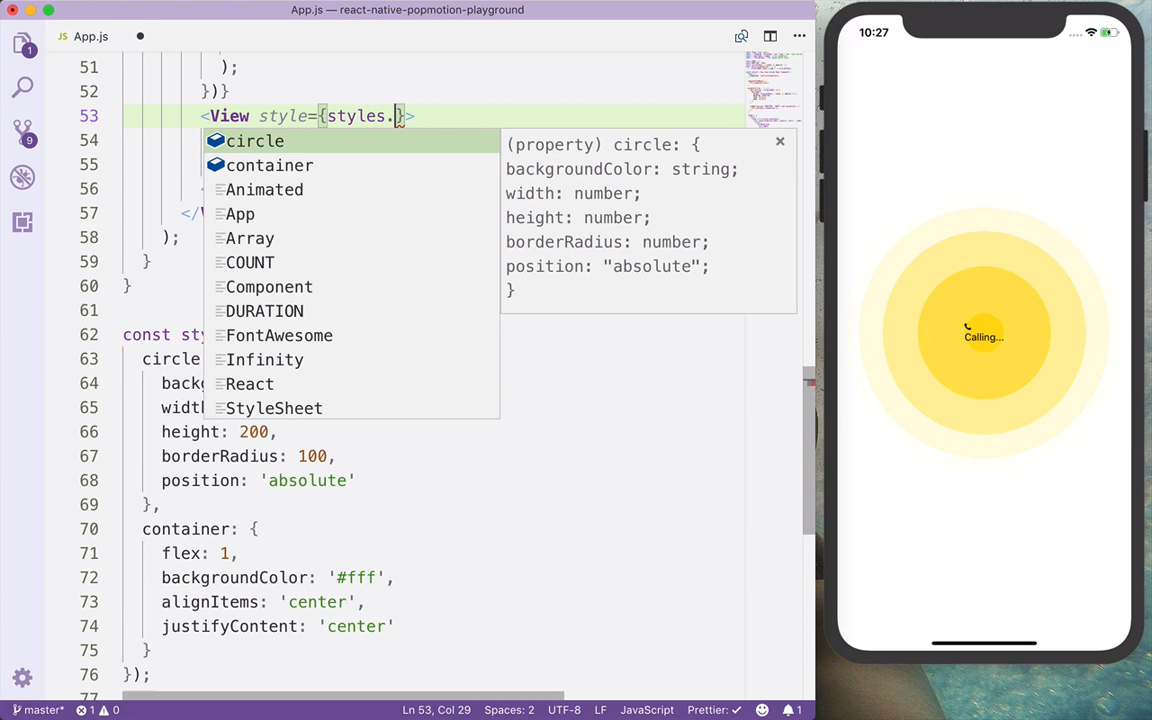 App.js — react-native-popmotion-playground
JS App.js
51 );
52 })}
53 <View style={styles.}>
54
55
56 <
57 </V
58 );
59 }
60 }
61
62 const sty
63 circle
64 backg
65 width
66 height: 200,
67 borderRadius: 100,
68 position: 'absolute'
69 },
70 container: {
71 flex: 1,
72 backgroundColor: '#fff',
73 alignItems: 'center',
74 justifyContent: 'center'
75 }
76 });
77
circle
container
Animated
App
Array
COUNT
Component
DURATION
FontAwesome
Infinity
React
StyleSheet
(property) circle: {
backgroundColor: string;
width: number;
height: number;
borderRadius: number;
position: "absolute";
}
1
9
master* 1 0 Ln 53, Col 29 Spaces: 2 UTF-8 LF JavaScript Prettier: ✓ 1
10:27
Calling...